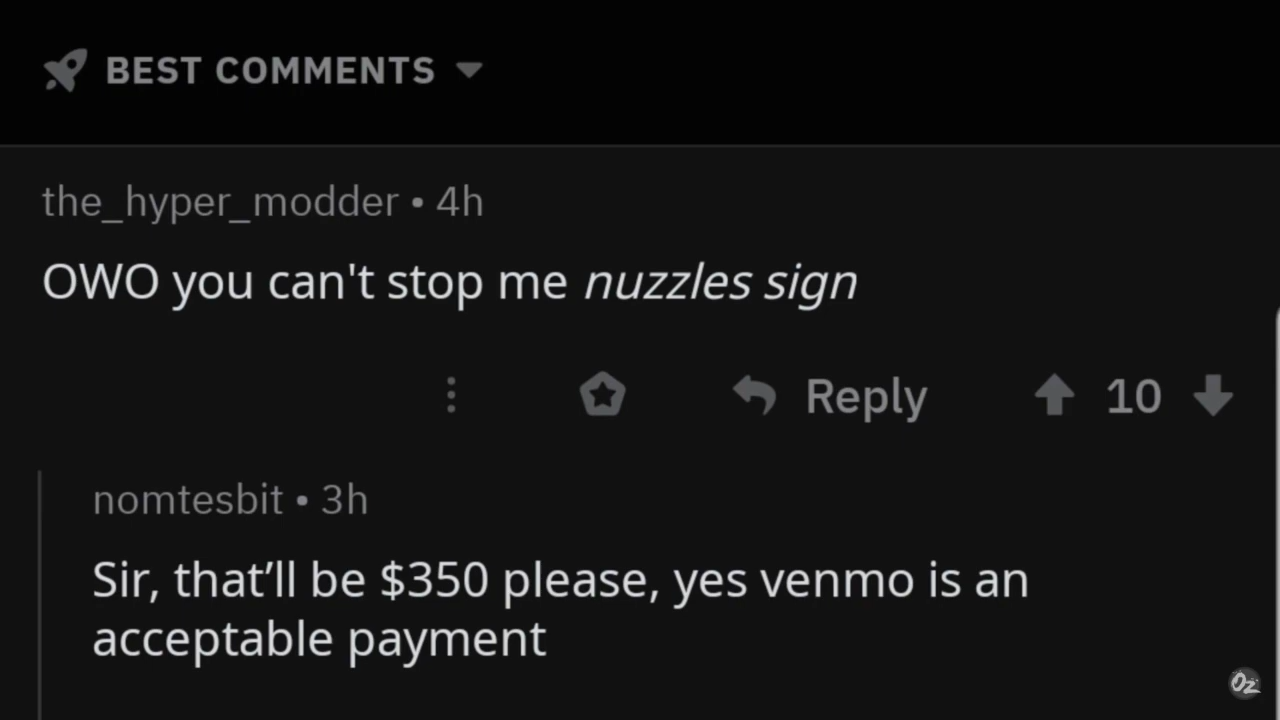 BEST COMMENTS
the_hyper_modder • 4h
OWO you can't stop me nuzzles sign
Reply 10
nomtesbit • 3h
Sir, that’ll be $350 please, yes venmo is an
acceptable payment
Oz